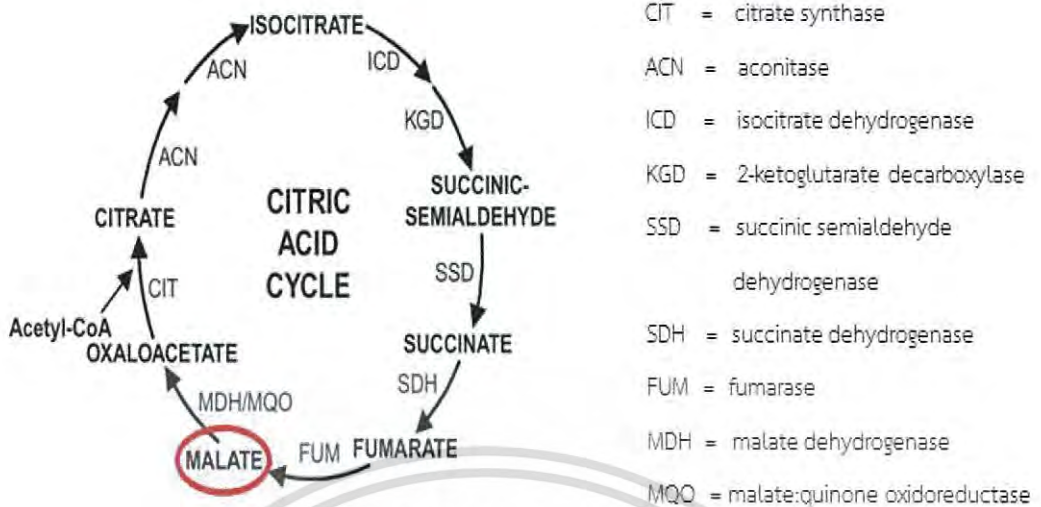 ISOCITRATE
ACN
ICD
KGD
ACN
SUCCINIC-
SEMIALDEHYDE
CITRATE
CITRIC
ACID
CYCLE
SSD
CIT
Acetyl-CoA
OXALOACETATE
SUCCINATE
SDH
MDH/MQO
MALATE
FUM
FUMARATE
CIT = citrate synthase
ACN = aconitase
ICD = isocitrate dehydrogenase
KGD = 2-ketoglutarate decarboxylase
SSD = succinic semialdehyde
dehydrogenase
SDH = succinate dehydrogenase
FUM = fumarase
MDH = malate dehydrogenase
MQO = malate:quinone oxidoreductase